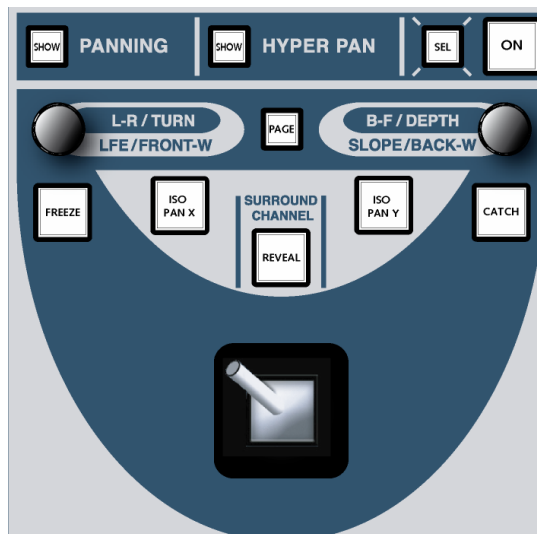 SHOW
PANNING
SHOW
HYPER PAN
SEL
ON
L-R / TURN
LFE/FRONT-W
PAGE
B-F / DEPTH
SLOPE/BACK-W
FREEZE
ISO
PAN X
SURROUND
CHANNEL
REVEAL
ISO
PAN Y
CATCH